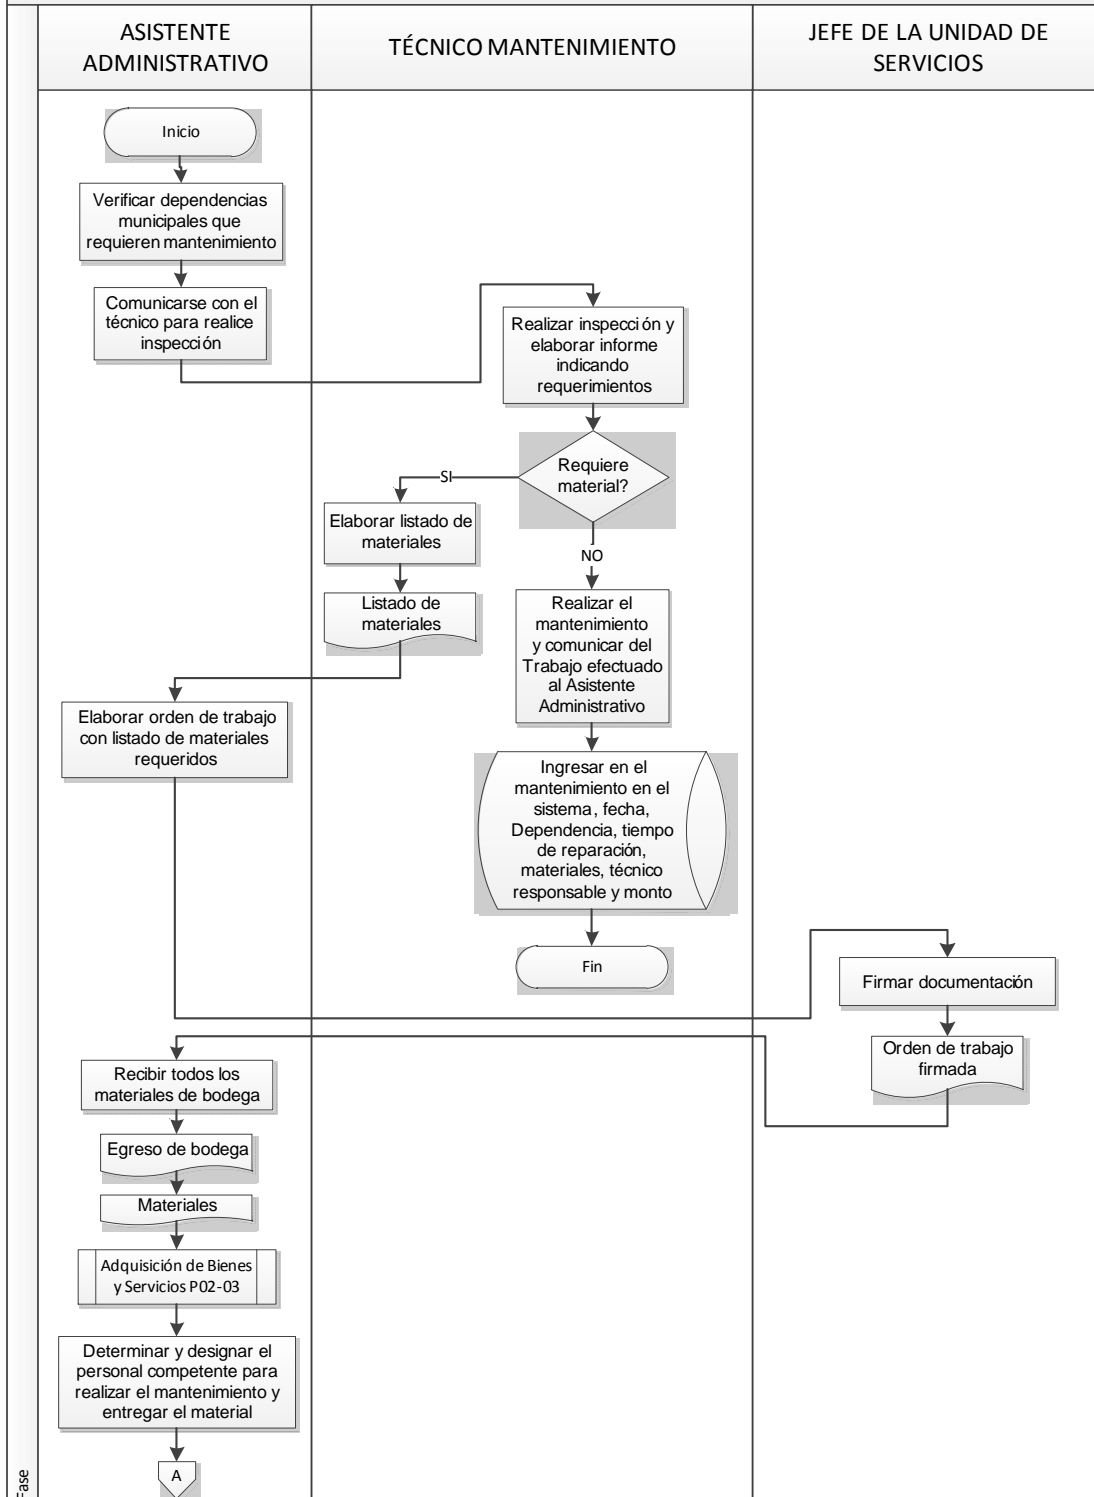 ASISTENTE
ADMINISTRATIVO
TÉCNICO MANTENIMIENTO
JEFE DE LA UNIDAD DE
SERVICIOS
Inicio
Verificar dependencias
municipales que
requieren mantenimiento
Comunicarse con el
técnico para realice
inspección
Realizar inspección y
elaborar informe
indicando
requerimientos
Requiere
material?
SI
Elaborar listado de
materiales
NO
Listado de
materiales
Realizar el
mantenimiento
y comunicar del
Trabajo efectuado
al Asistente
Administrativo
Elaborar orden de trabajo
con listado de materiales
requeridos
Ingresar en el
mantenimiento en el
sistema, fecha,
Dependencia, tiempo
de reparación,
materiales, técnico
responsable y monto
Fin
Firmar documentación
Orden de trabajo
firmada
Recibir todos los
materiales de bodega
Egreso de bodega
Materiales
Adquisición de Bienes
y Servicios P02-03
Determinar y designar el
personal competente para
realizar el mantenimiento y
entregar el material
A
Fase